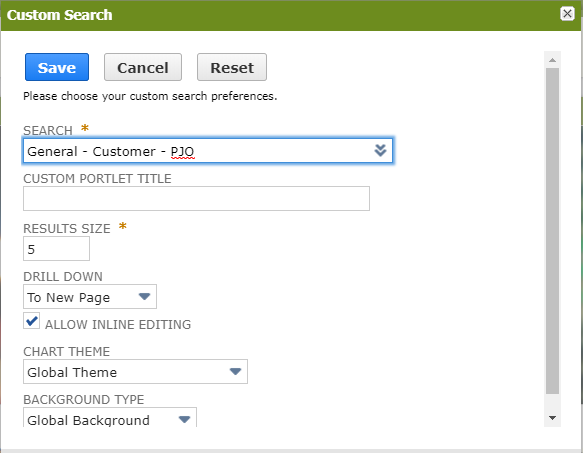 Custom Search
Save Cancel Reset
Please choose your custom search preferences.
SEARCH *
General - Customer - PJO
CUSTOM PORTLET TITLE
RESULTS SIZE *
5
DRILL DOWN
To New Page
ALLOW INLINE EDITING
CHART THEME
Global Theme
BACKGROUND TYPE
Global Background